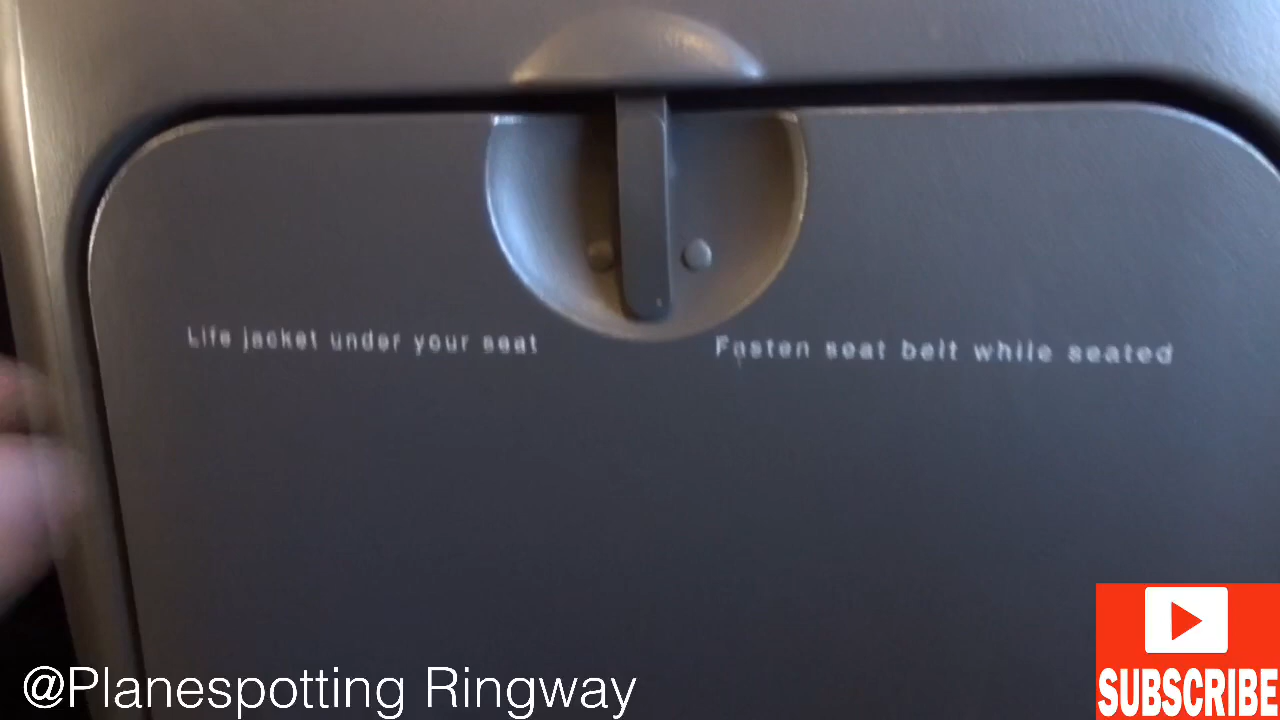 Life jacket under your seat
Fasten seat belt while seated
@Planespotting Ringway
SUBSCRIBE